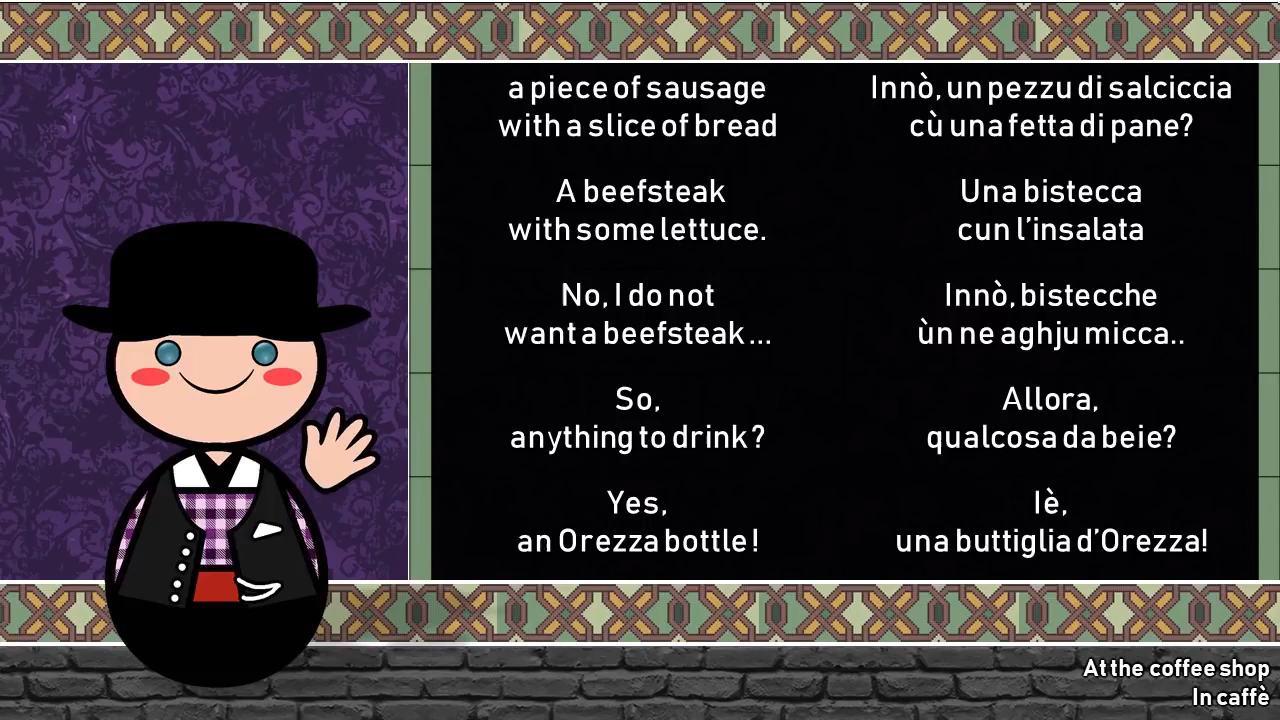 a piece of sausage
with a slice of bread
Innò, un pezzu di salciccia
cù una fetta di pane?
A beefsteak
with some lettuce.
Una bistecca
cun l’insalata
No, I do not
want a beefsteak...
Innò, bistecche
ùn ne aghju micca..
So,
anything to drink?
Allora,
qualcosa da beie?
Yes,
an Orezza bottle!
Iè,
una buttiglia d’Orezza!
At the coffee shop
In caffè